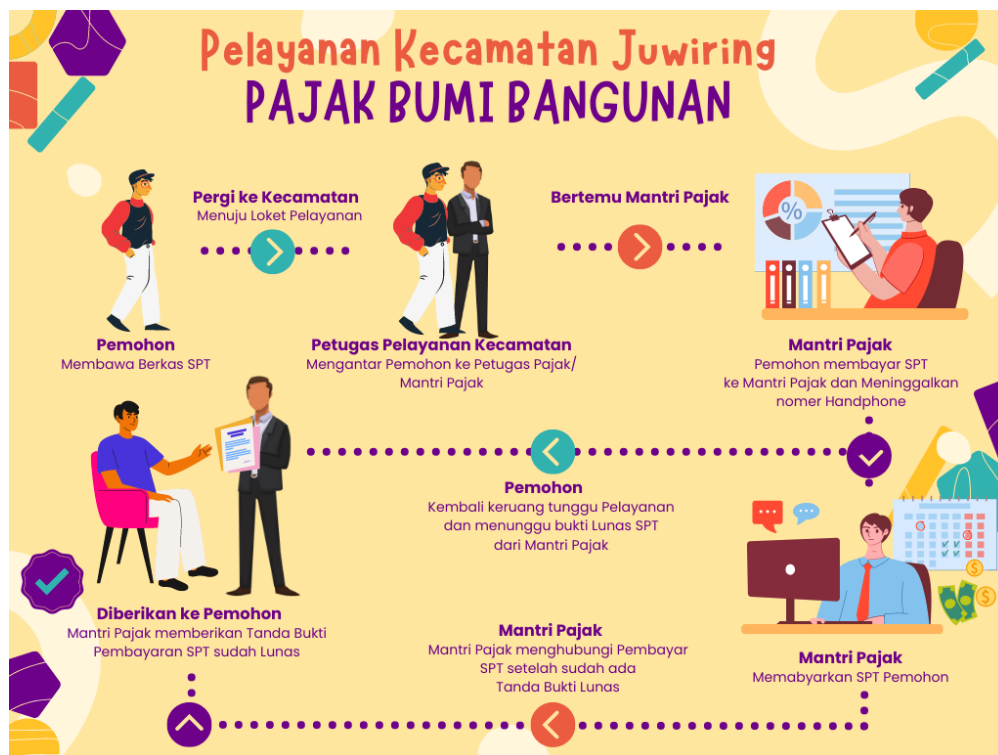 Pelayanan Kecamatan Juwiring
PAJAK BUMI BANGUNAN
Pergi ke Kecamatan
Menuju Loket Pelayanan
Bertemu Mantri Pajak
%
Pemohon
Membawa Berkas SPT
Petugas Pelayanan Kecamatan
Mengantar Pemohon ke Petugas Pajak/
Mantri Pajak
Mantri Pajak
Pemohon membayar SPT
ke Mantri Pajak dan Meninggalkan
nomer Handphone
Pemohon
Kembali keruang tunggu Pelayanan
dan menunggu bukti Lunas SPT
dari Mantri Pajak
Mantri Pajak
Memabyarkan SPT Pemohon
Mantri Pajak
Mantri Pajak menghubungi Pembayar
SPT setelah sudah ada
Tanda Bukti Lunas
Diberikan ke Pemohon
Mantri Pajak memberikan Tanda Bukti
Pembayaran SPT sudah Lunas